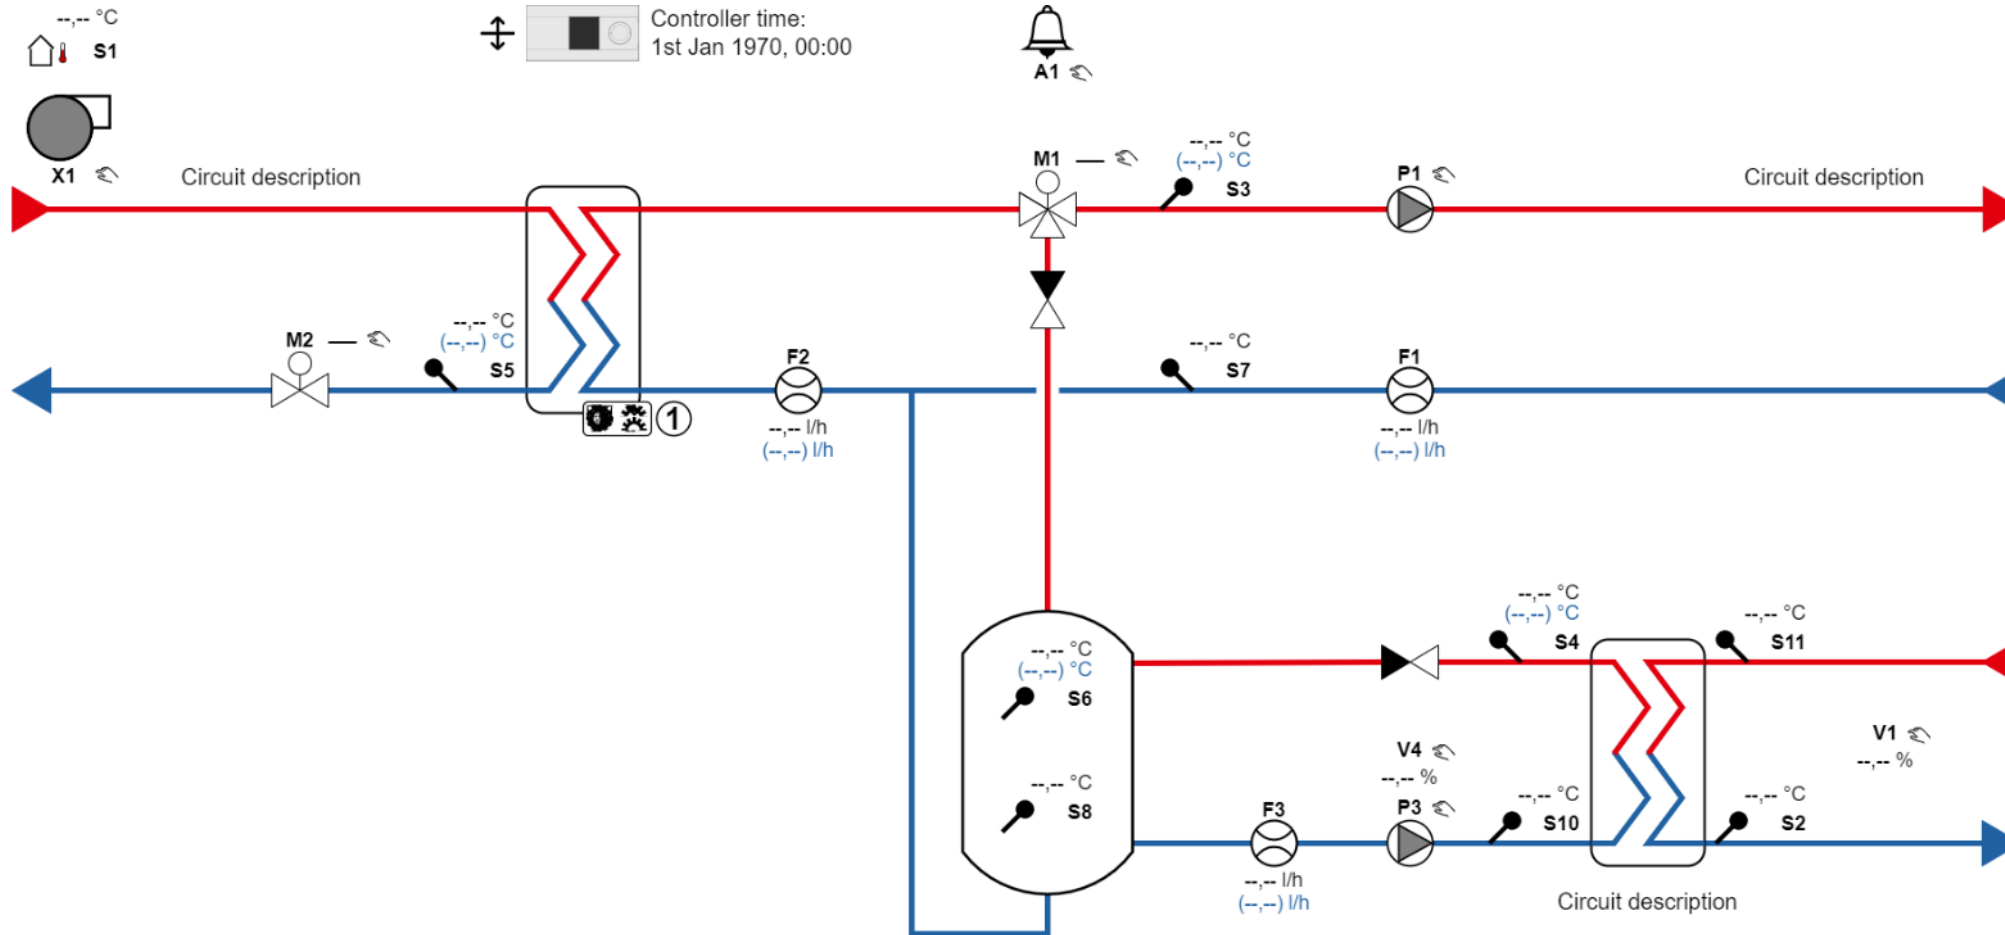 --,-- °C
S1
Controller time:
1st Jan 1970, 00:00
A1
X1
Circuit description
M1
--,-- °C
(--,--) °C
S3
P1
Circuit description
M2
--,-- °C
(--,--) °C
S5
1
F2
--,-- l/h
(--,--) l/h
--,-- °C
S7
F1
--,-- l/h
(--,--) l/h
--,-- °C
(--,--) °C
S6
--,-- °C
S8
--,-- °C
(--,--) °C
S4
--,-- °C
S11
V4
--,-- %
P3
F3
--,-- l/h
(--,--) l/h
--,-- °C
S10
--,-- °C
S2
V1
--,-- %
Circuit description